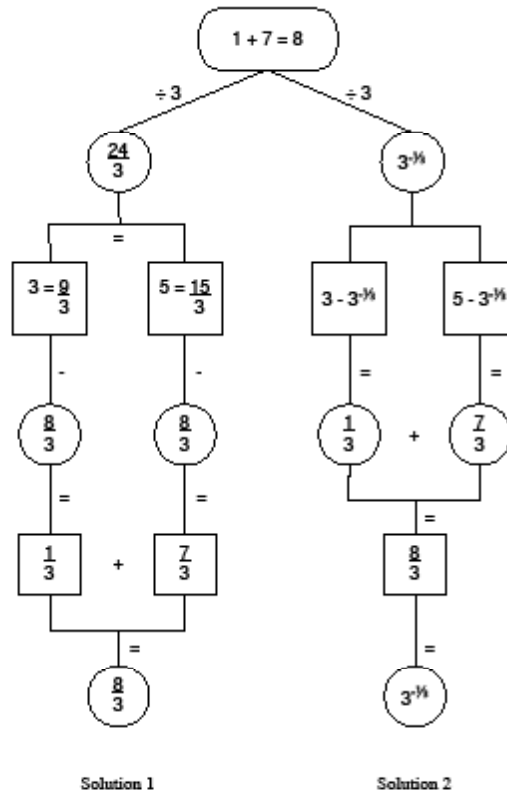 1 + 7 = 8
÷ 3 ÷ 3
24/3 3^-⅓
=
3 = 9/3 5 = 15/3 3 - 3^-⅓ 5 - 3^-⅓
- - = =
8/3 8/3 1/3 + 7/3
= = =
1/3 + 7/3 8/3
= =
8/3 3^-⅓
Solution 1 Solution 2